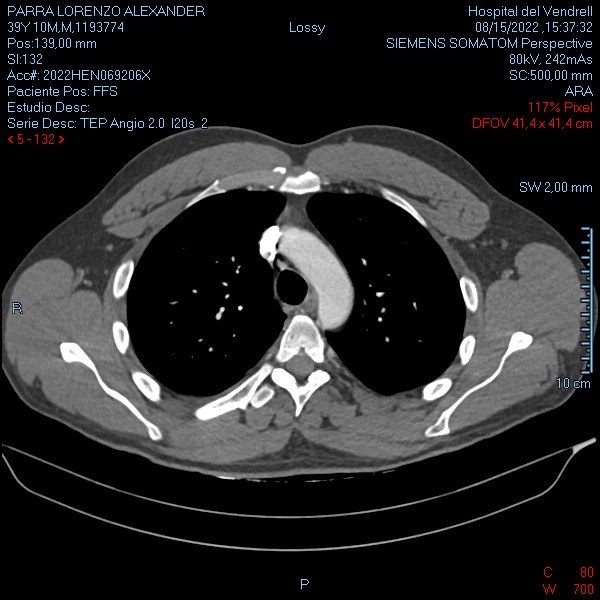 PARRA LORENZO ALEXANDER
39Y 10M,M,1193774
Pos:139,00 mm
SI:132
Acc#: 2022HEN069206X
Paciente Pos: FFS
Estudio Desc:
Serie Desc: TEP Angio 2.0 I20s 2
< 5 - 132 >
Lossy
Hospital del Vendrell
08/15/2022 ,15:37:32
SIEMENS SOMATOM Perspective
80kV, 242mAs
SC:500,00 mm
ARA
117% Pixel
DFOV 41,4 x 41,4 cm
SW 2,00 mm
R
10 cm
P
C 80
W 700